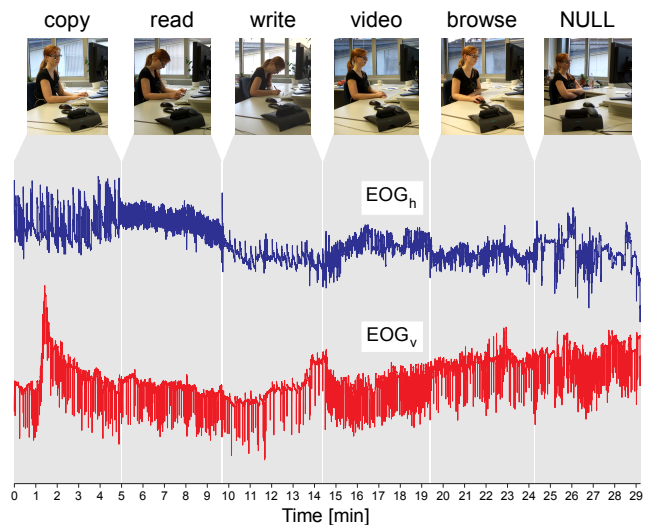 copy read write video browse NULL
EOGh
EOGv
0 1 2 3 4 5 6 7 8 9 10 11 12 13 14 15 16 17 18 19 20 21 22 23 24 25 26 27 28 29
Time [min]